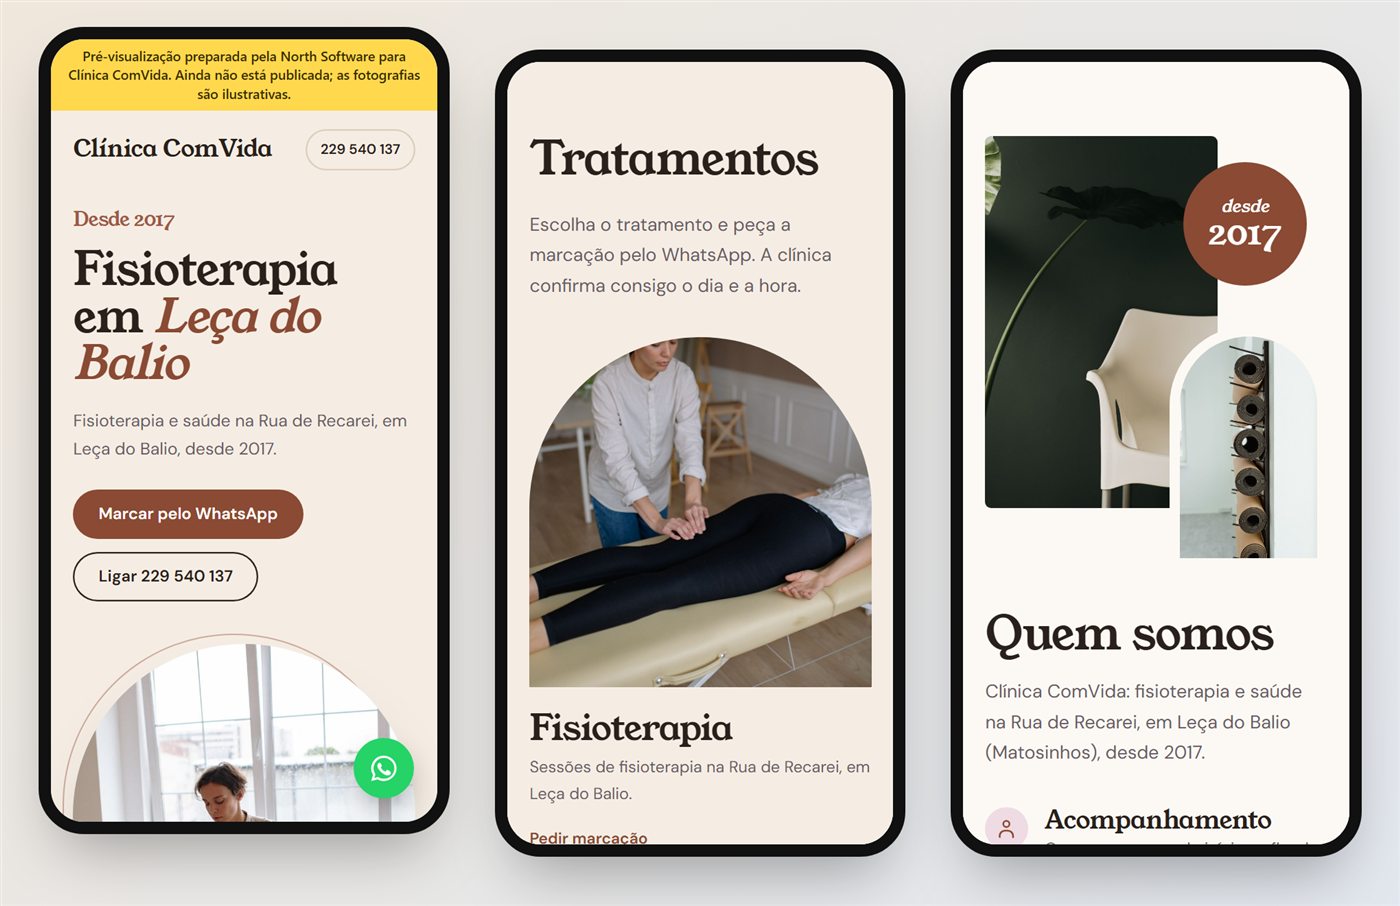 Pré-visualização preparada pela North Software para
Clínica ComVida. Ainda não está publicada; as fotografias
são ilustrativas.
Clínica ComVida
229 540 137
Desde 2017
Fisioterapia
em Leça do
Balio
Fisioterapia e saúde na Rua de Recarei, em
Leça do Balio, desde 2017.
Marcar pelo WhatsApp
Ligar 229 540 137
Tratamentos
Escolha o tratamento e peça a
marcação pelo WhatsApp. A clínica
confirma consigo o dia e a hora.
Fisioterapia
Sessões de fisioterapia na Rua de Recarei, em
Leça do Balio.
Pedir marcação
desde
2017
Quem somos
Clínica ComVida: fisioterapia e saúde
na Rua de Recarei, em Leça do Balio
(Matosinhos), desde 2017.
Acompanhamento